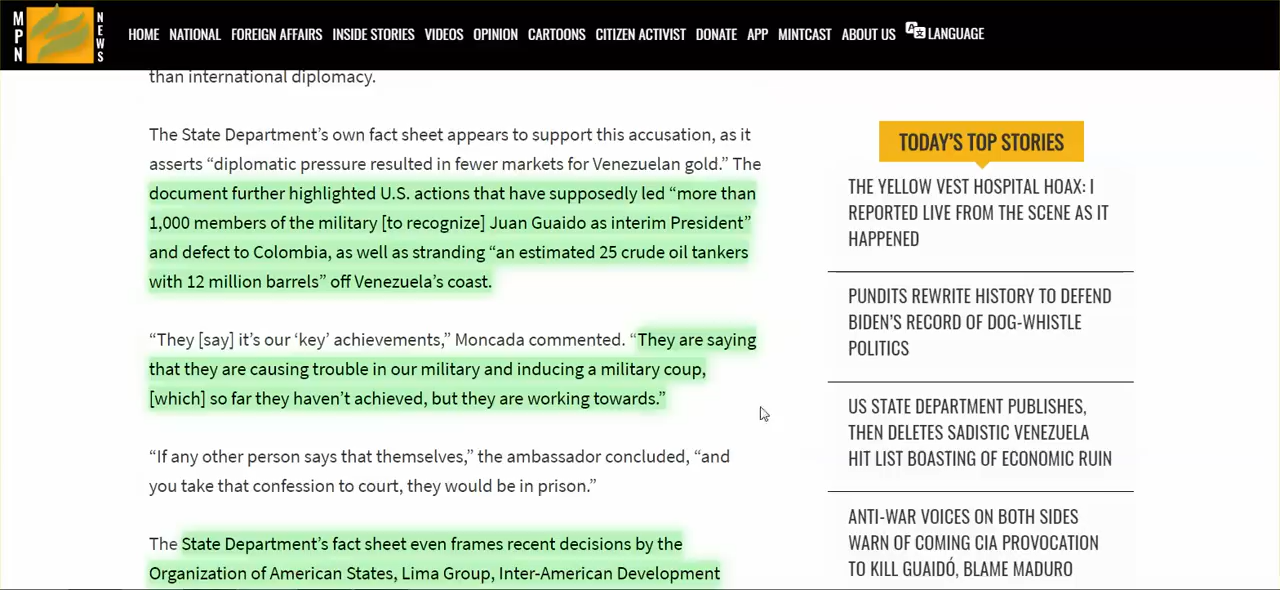 MPN
NEWS
HOME NATIONAL FOREIGN AFFAIRS INSIDE STORIES VIDEOS OPINION CARTOONS CITIZEN ACTIVIST DONATE APP MINTCAST ABOUT US LANGUAGE
than international diplomacy.
The State Department’s own fact sheet appears to support this accusation, as it
asserts “diplomatic pressure resulted in fewer markets for Venezuelan gold.” The
document further highlighted U.S. actions that have supposedly led “more than
1,000 members of the military [to recognize] Juan Guaido as interim President”
and defect to Colombia, as well as stranding “an estimated 25 crude oil tankers
with 12 million barrels” off Venezuela’s coast.
“They [say] it’s our ‘key’ achievements,” Moncada commented. “They are saying
that they are causing trouble in our military and inducing a military coup,
[which] so far they haven’t achieved, but they are working towards.”
“If any other person says that themselves,” the ambassador concluded, “and
you take that confession to court, they would be in prison.”
The State Department’s fact sheet even frames recent decisions by the
Organization of American States, Lima Group, Inter-American Development
TODAY’S TOP STORIES
THE YELLOW VEST HOSPITAL HOAX: I
REPORTED LIVE FROM THE SCENE AS IT
HAPPENED
PUNDITS REWRITE HISTORY TO DEFEND
BIDEN’S RECORD OF DOG-WHISTLE
POLITICS
US STATE DEPARTMENT PUBLISHES,
THEN DELETES SADISTIC VENEZUELA
HIT LIST BOASTING OF ECONOMIC RUIN
ANTI-WAR VOICES ON BOTH SIDES
WARN OF COMING CIA PROVOCATION
TO KILL GUAIDÓ, BLAME MADURO